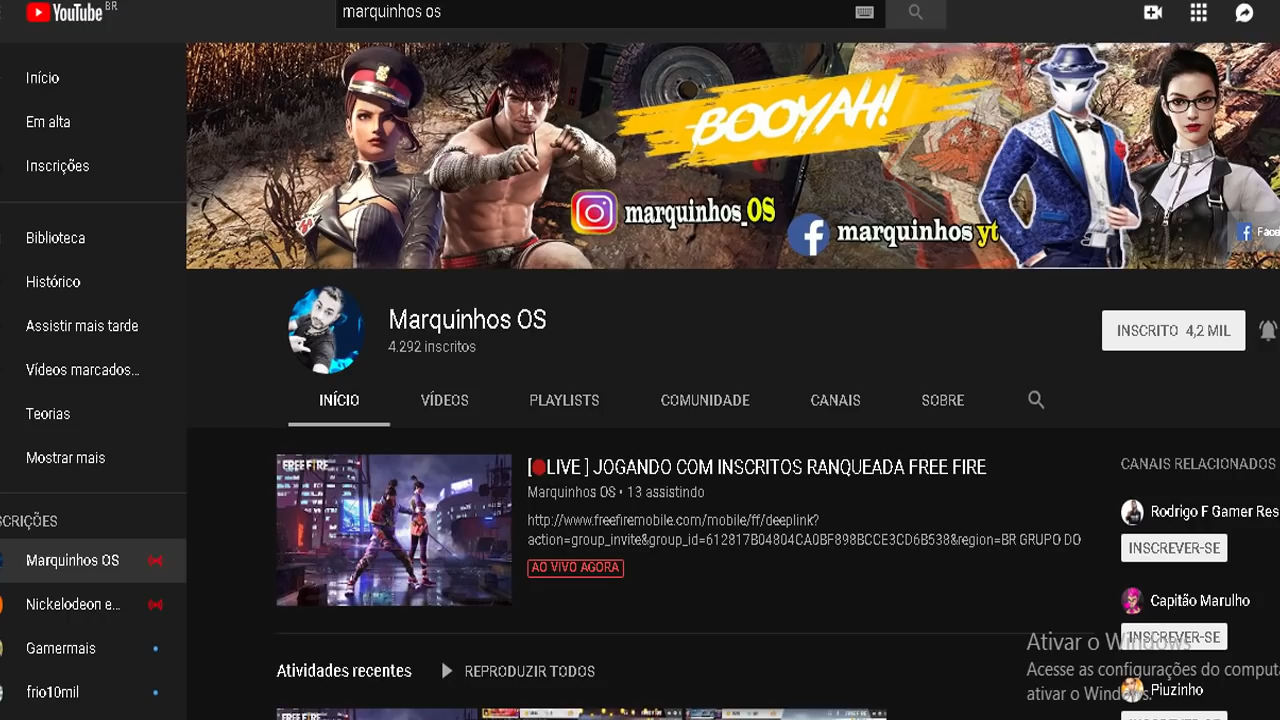 YouTube BR
marquinhos os
Início
Em alta
Inscrições
Biblioteca
Histórico
Assistir mais tarde
Vídeos marcados...
Teorias
Mostrar mais
SCRIÇÕES
Marquinhos OS
Nickelodeon e...
Gamermais
frio10mil
BOOYAH!
marquinhos_OS
marquinhos yt
Face
Marquinhos OS
4.292 inscritos
INSCRITO 4,2 MIL
INÍCIO
VÍDEOS
PLAYLISTS
COMUNIDADE
CANAIS
SOBRE
FREE FIRE
[🔴LIVE ] JOGANDO COM INSCRITOS RANQUEADA FREE FIRE
Marquinhos OS • 13 assistindo
http://www.freefiremobile.com/mobile/ff/deeplink?
action=group_invite&group_id=612817B04804CA0BF898BCCE3CD6B538&region=BR GRUPO DO
AO VIVO AGORA
CANAIS RELACIONADOS
Rodrigo F Gamer Res
INSCREVER-SE
Capitão Marulho
INSCREVER-SE
Piuzinho
Atividades recentes
REPRODUZIR TODOS
FREE FIRE
Ativar o Windows
Acesse as configurações do comput
ativar o Windows.